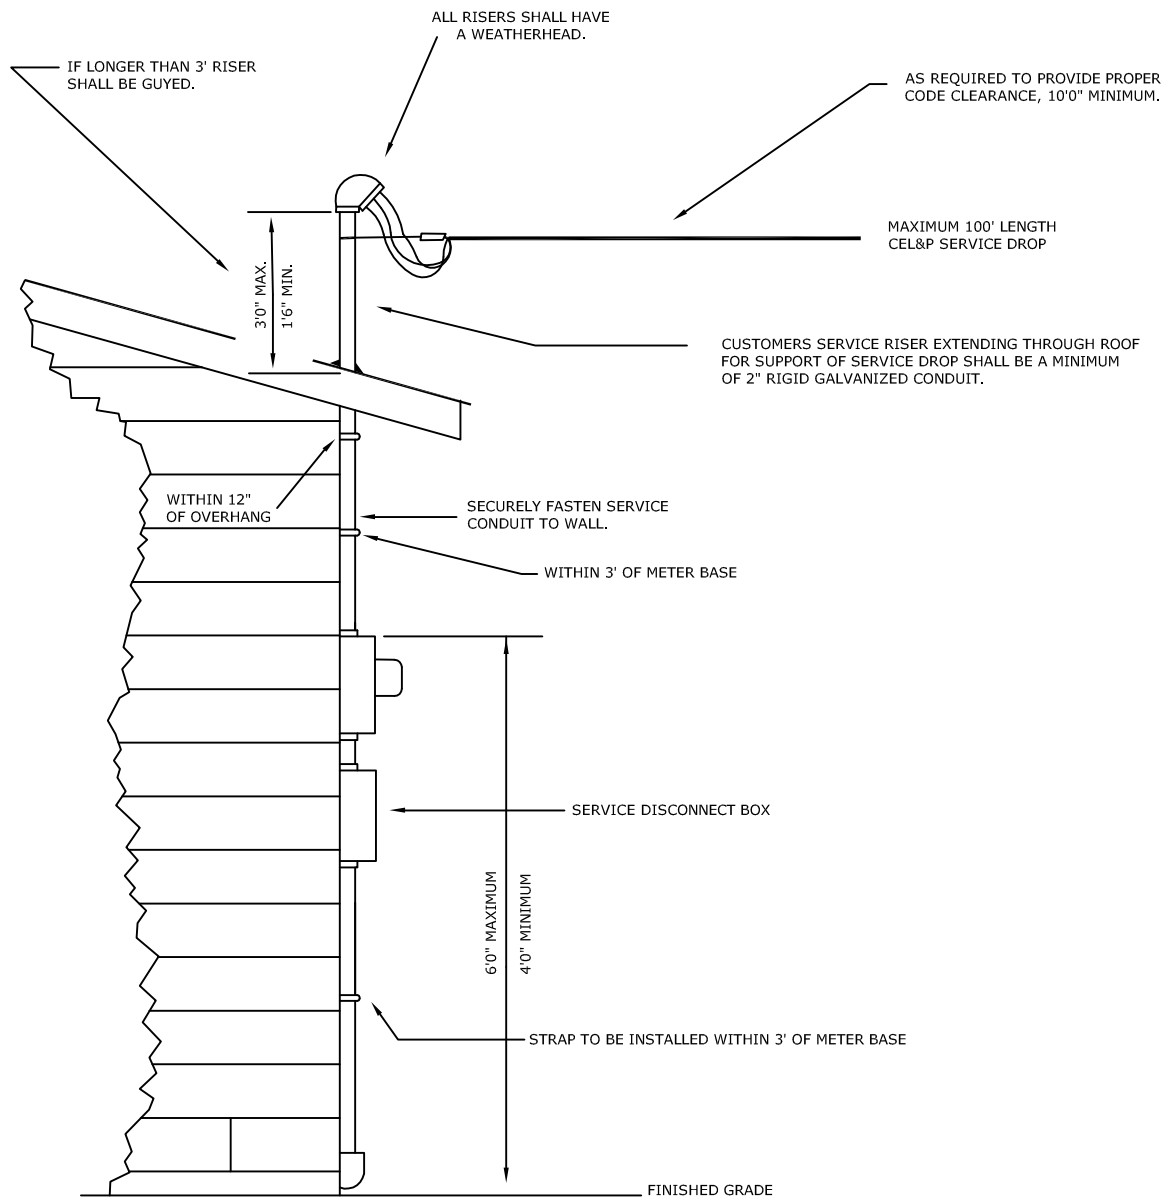 ALL RISERS SHALL HAVE
A WEATHERHEAD.
IF LONGER THAN 3' RISER
SHALL BE GUYED.
AS REQUIRED TO PROVIDE PROPER
CODE CLEARANCE, 10'0" MINIMUM.
MAXIMUM 100' LENGTH
CEL&P SERVICE DROP
3'0" MAX.
1'6" MIN.
CUSTOMERS SERVICE RISER EXTENDING THROUGH ROOF
FOR SUPPORT OF SERVICE DROP SHALL BE A MINIMUM
OF 2" RIGID GALVANIZED CONDUIT.
WITHIN 12"
OF OVERHANG
SECURELY FASTEN SERVICE
CONDUIT TO WALL.
WITHIN 3' OF METER BASE
SERVICE DISCONNECT BOX
6'0" MAXIMUM
4'0" MINIMUM
STRAP TO BE INSTALLED WITHIN 3' OF METER BASE
FINISHED GRADE